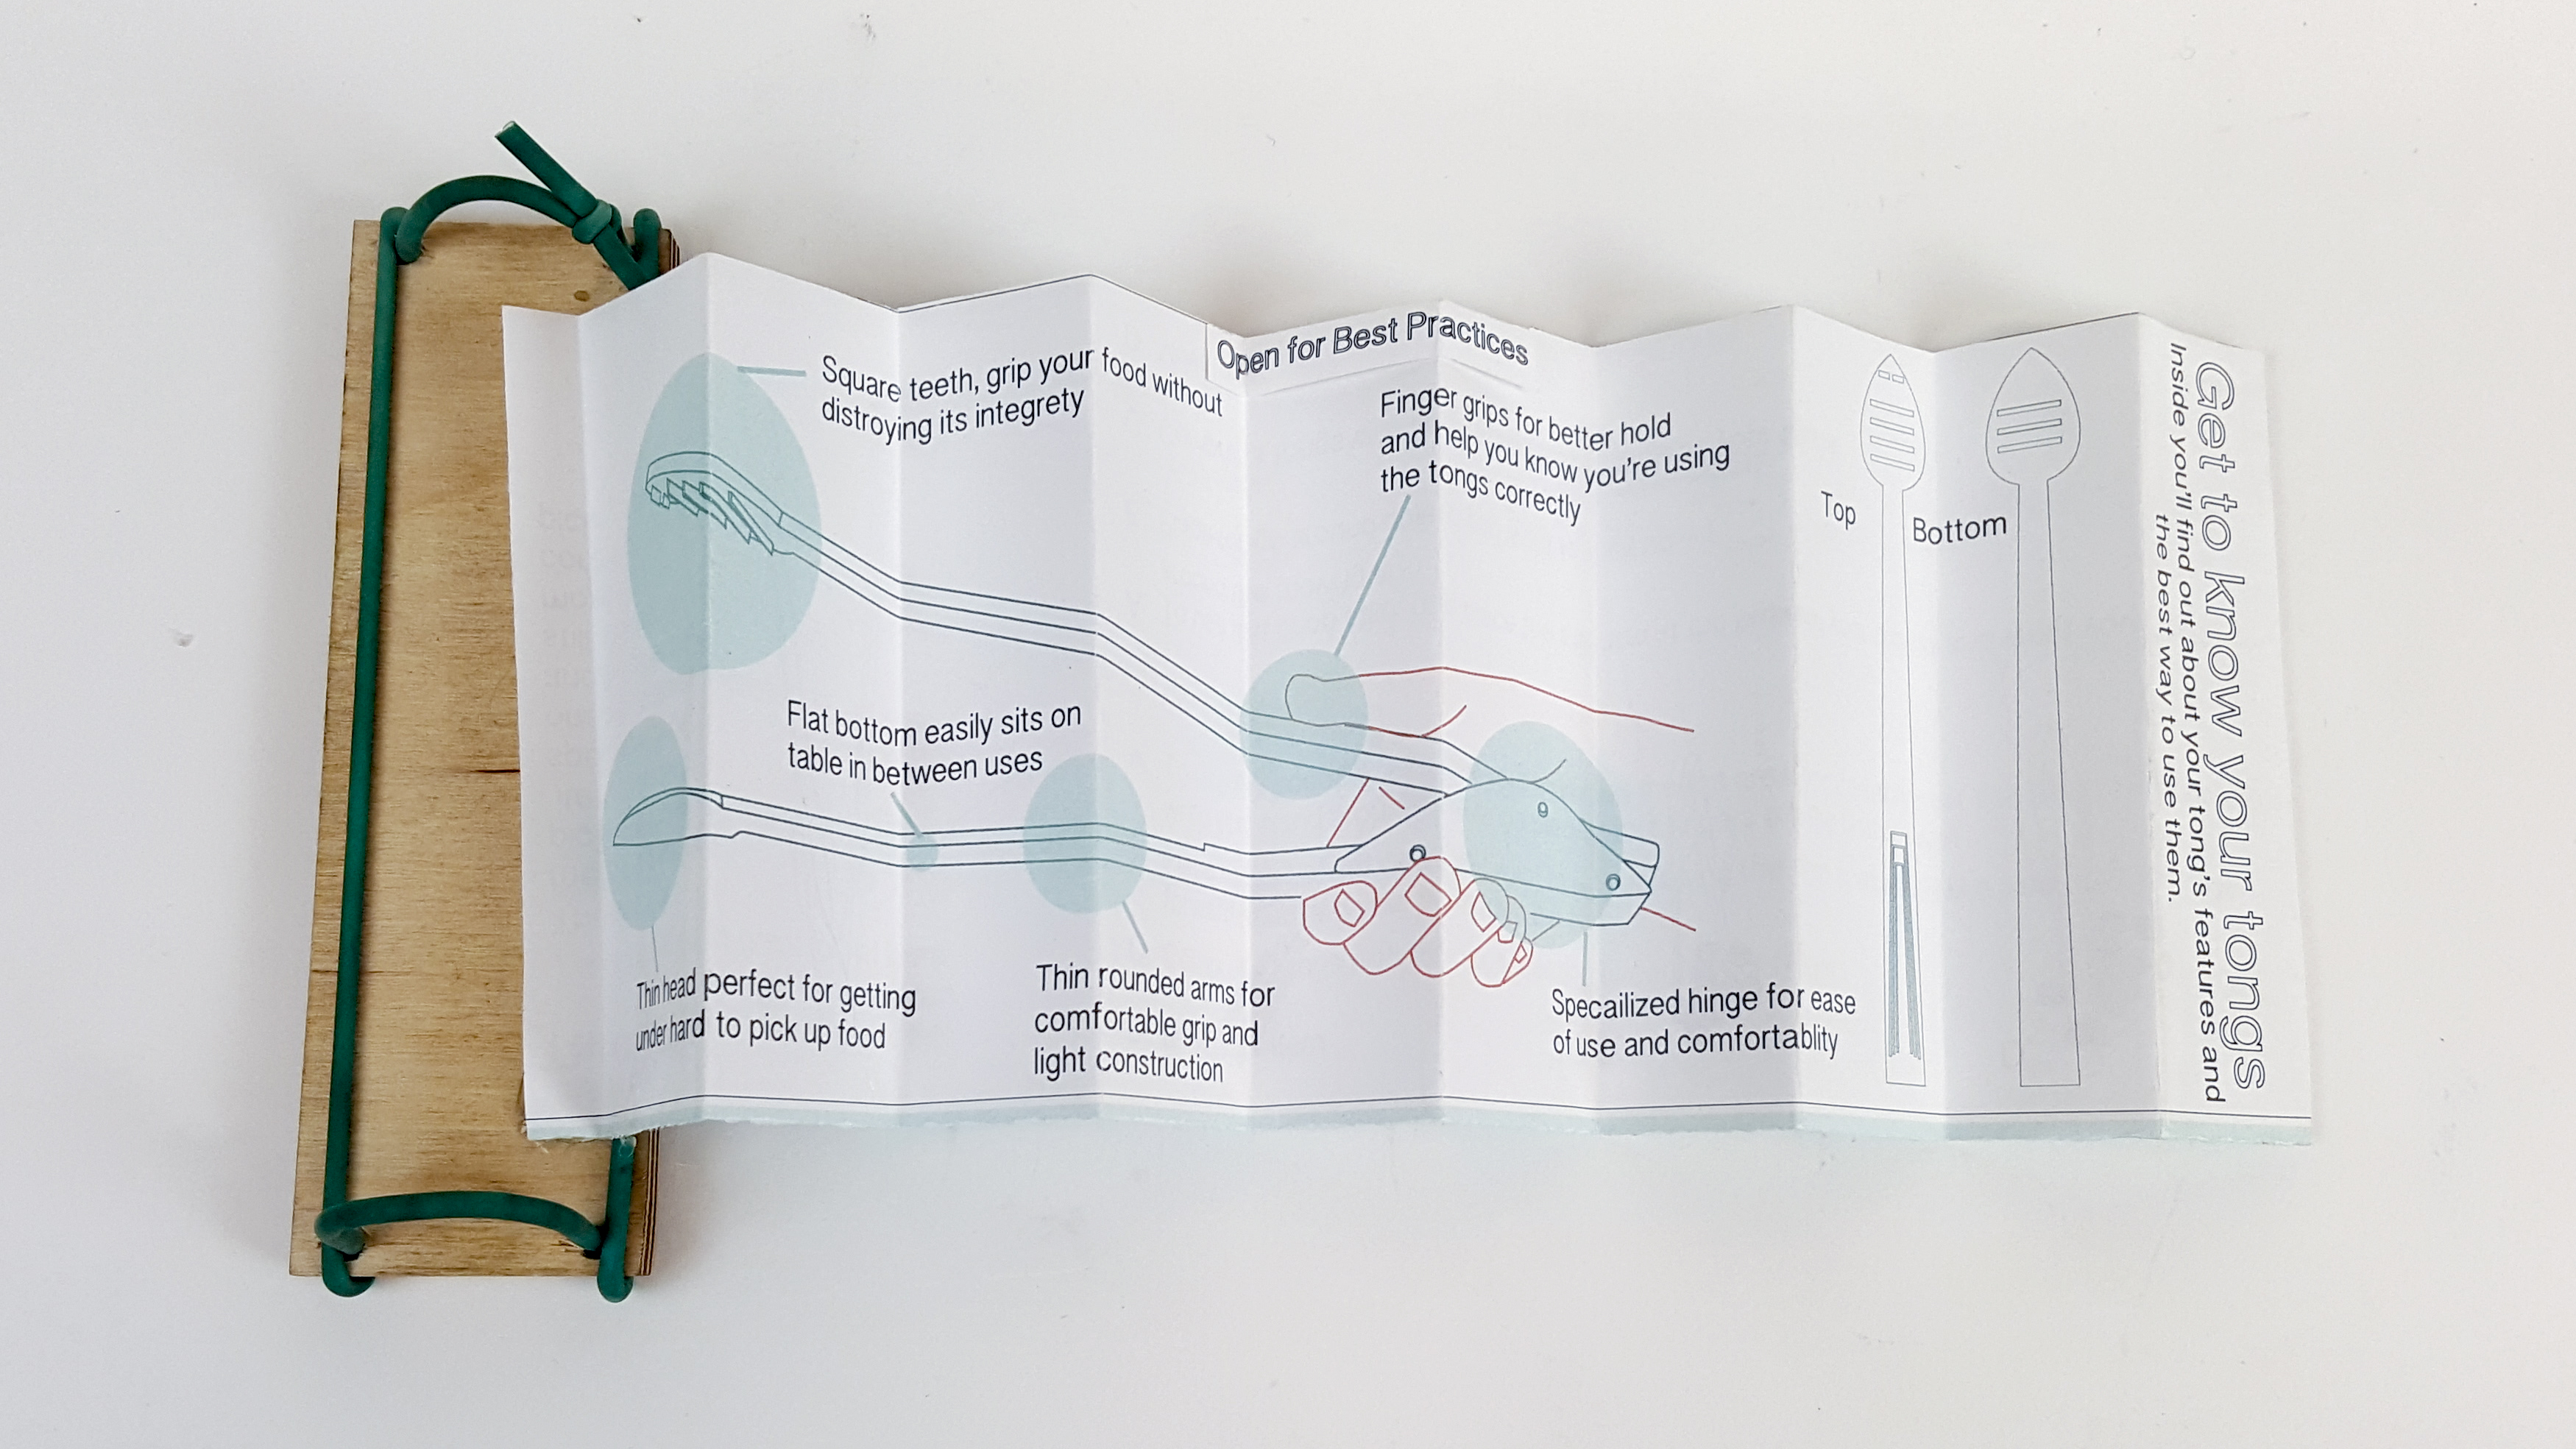 Open for Best Practices
Square teeth, grip your food without
distroying its integrety
Finger grips for better hold
and help you know you're using
the tongs correctly
Flat bottom easily sits on
table in between uses
Thin head perfect for getting
under hard to pick up food
Thin rounded arms for
comfortable grip and
light construction
Specailized hinge for ease
of use and comfortablity
Top
Bottom
Get to know your tongs
Inside you'll find out about your tong's features and
the best way to use them.